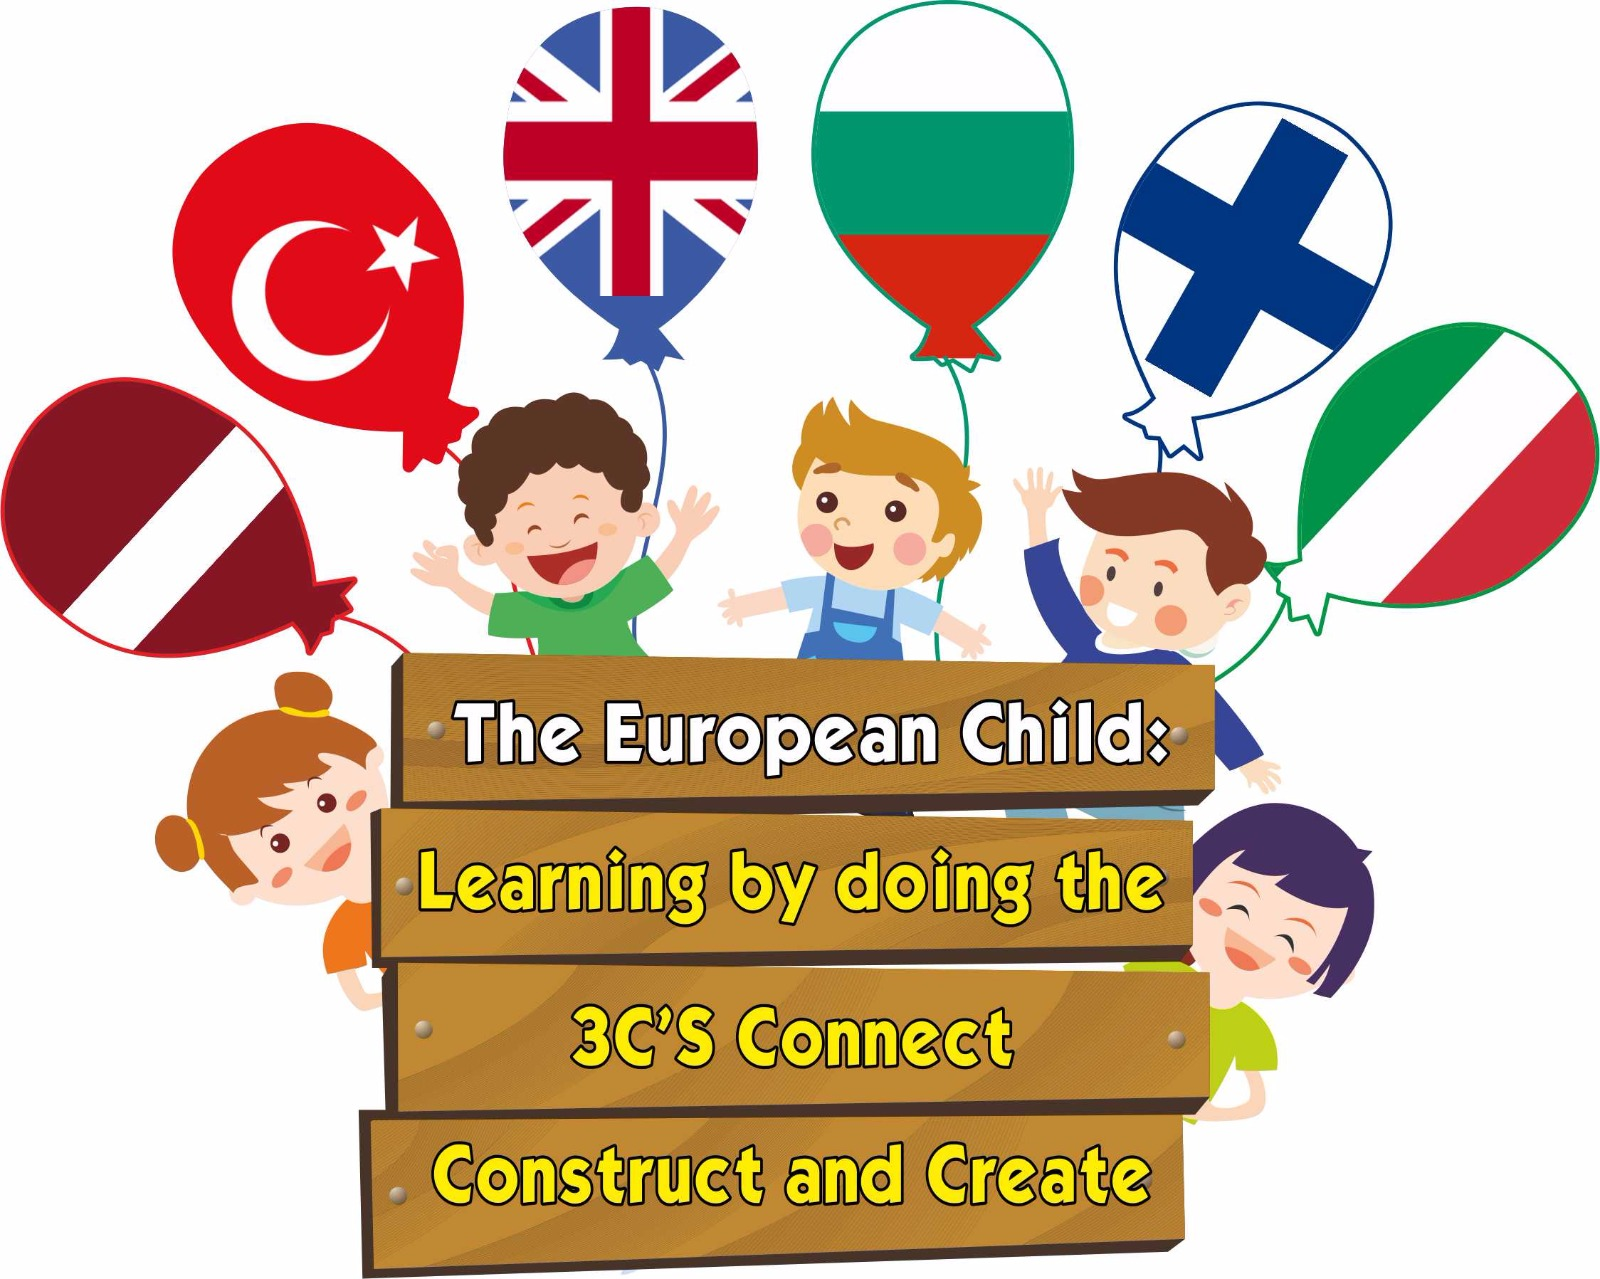 The European Child:
Learning by doing the
3C'S Connect
Construct and Create